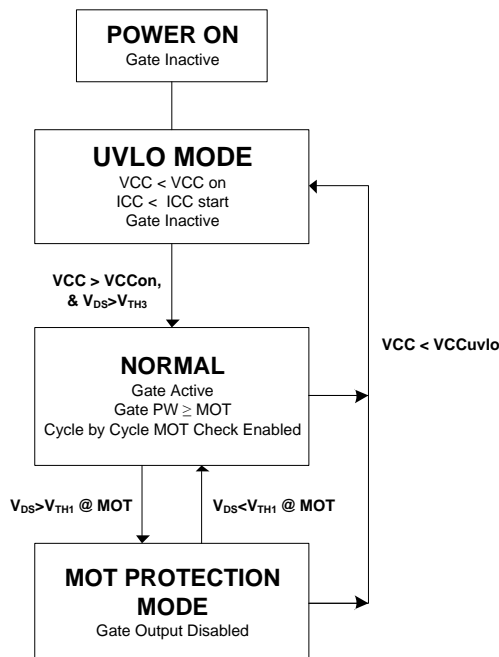 POWER ON
Gate Inactive
UVLO MODE
VCC < VCC on
ICC < ICC start
Gate Inactive
VCC > VCCon,
& VDS>VTH3
VCC < VCCuvlo
NORMAL
Gate Active
Gate PW ≥ MOT
Cycle by Cycle MOT Check Enabled
VDS>VTH1 @ MOT
VDS<VTH1 @ MOT
MOT PROTECTION
MODE
Gate Output Disabled